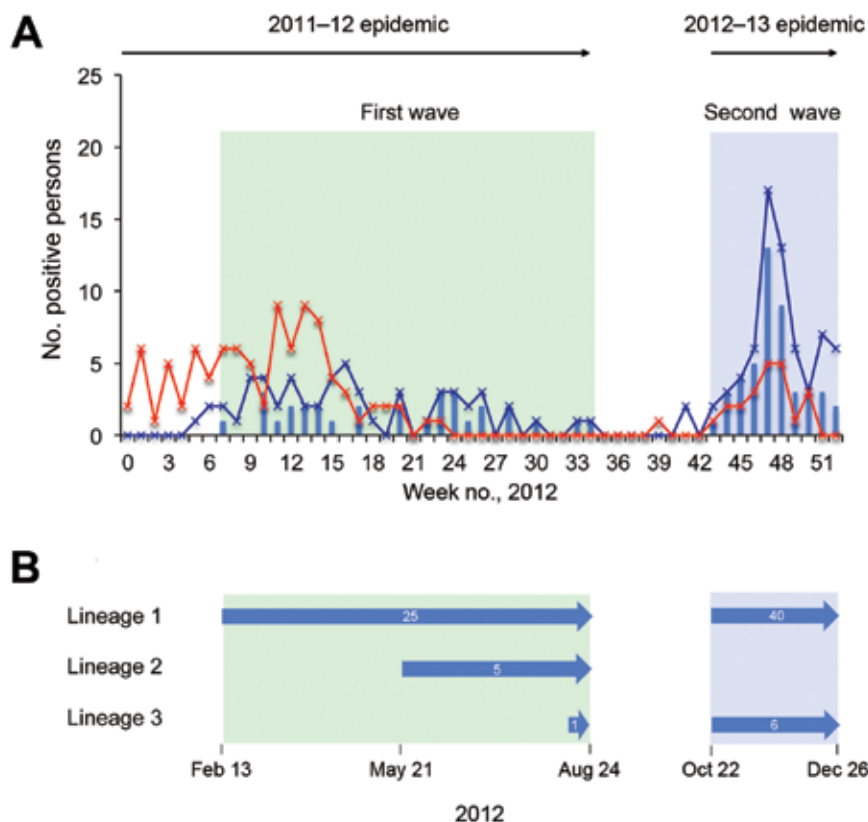 A
2011–12 epidemic
2012–13 epidemic
First wave
Second wave
No. positive persons
25
20
15
10
5
0
0 3 6 9 12 15 18 21 24 27 30 33 36 39 42 45 48 51
Week no., 2012
B
Lineage 1
25
40
Lineage 2
5
Lineage 3
1
6
Feb 13
May 21
Aug 24
Oct 22
Dec 26
2012